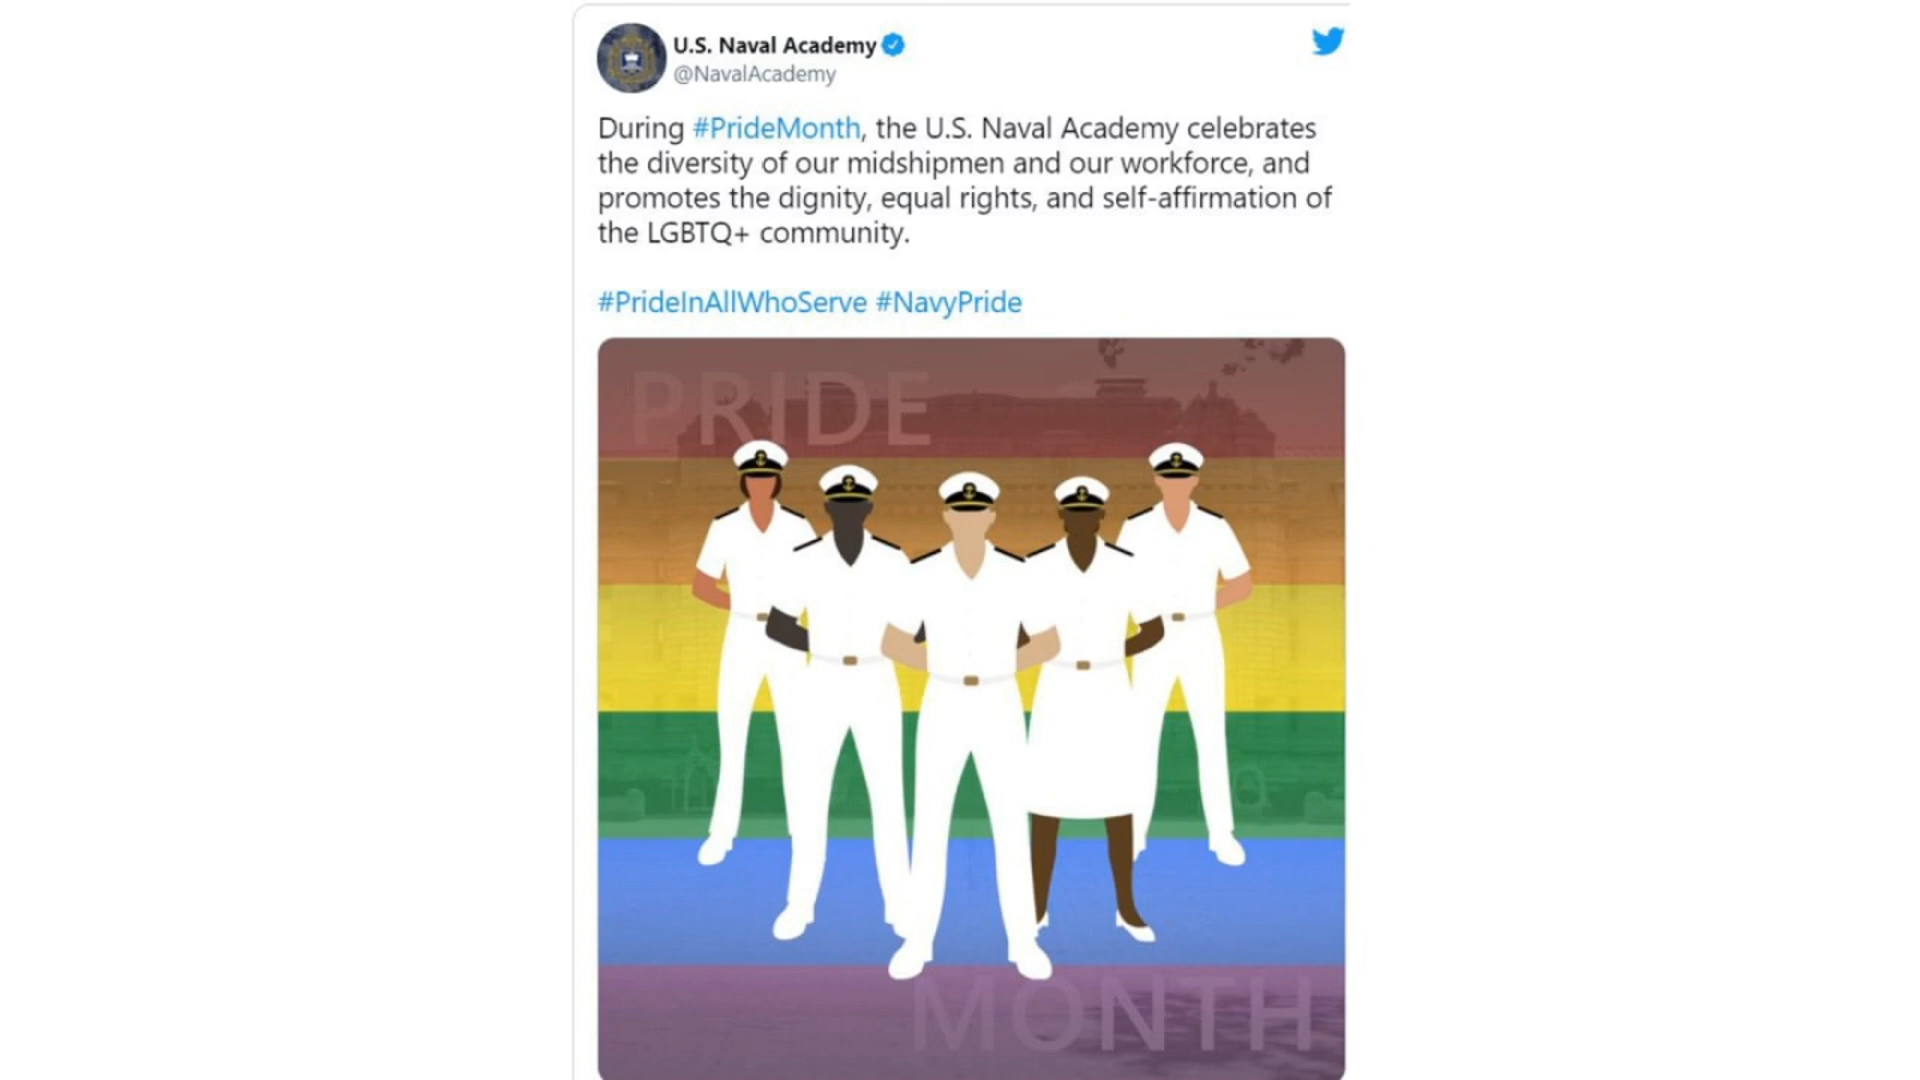 U.S. Naval Academy
@NavalAcademy
During #PrideMonth, the U.S. Naval Academy celebrates
the diversity of our midshipmen and our workforce, and
promotes the dignity, equal rights, and self-affirmation of
the LGBTQ+ community.
#PrideInAllWhoServe #NavyPride
PRIDE
MONTH